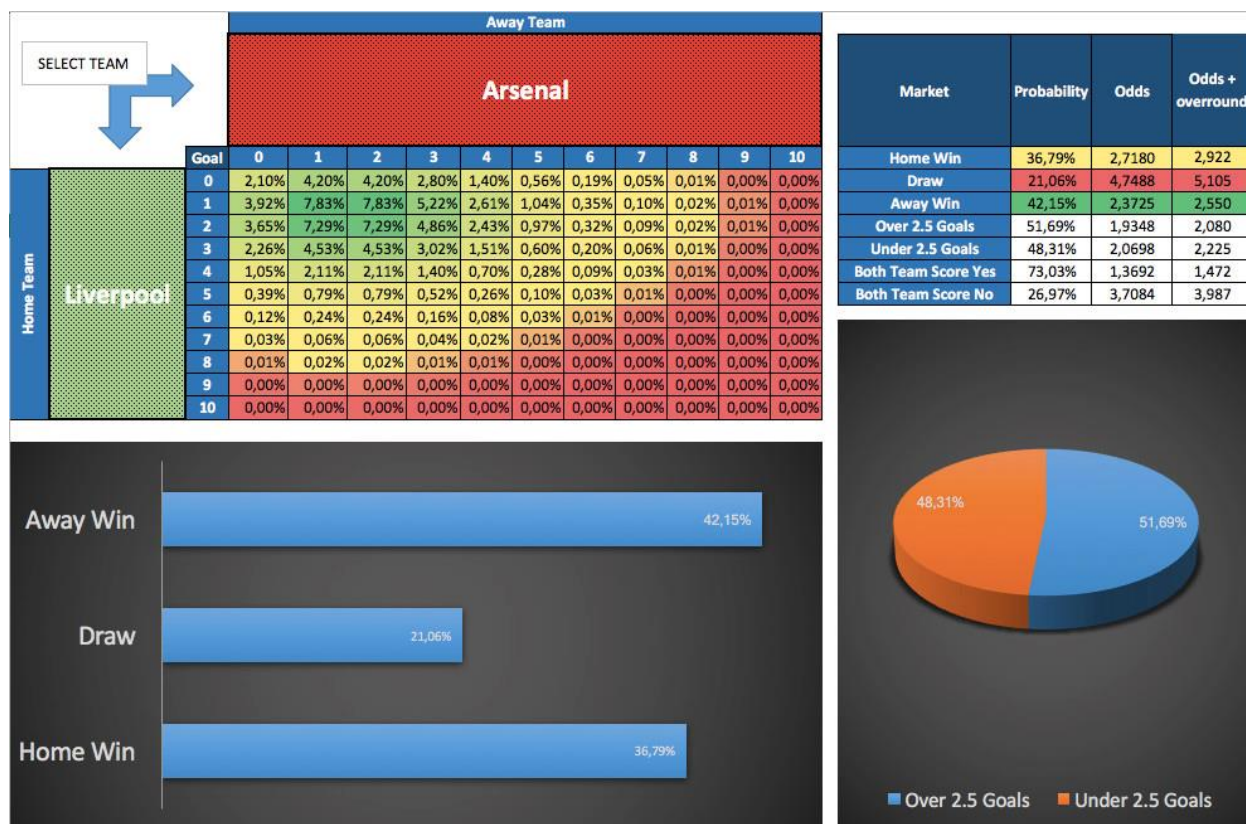 Away Team
SELECT TEAM
Arsenal
Goal 0 1 2 3 4 5 6 7 8 9 10
Home Team
Liverpool
0 2,10% 4,20% 4,20% 2,80% 1,40% 0,56% 0,19% 0,05% 0,01% 0,00% 0,00%
1 3,92% 7,83% 7,83% 5,22% 2,61% 1,04% 0,35% 0,10% 0,02% 0,01% 0,00%
2 3,65% 7,29% 7,29% 4,86% 2,43% 0,97% 0,32% 0,09% 0,02% 0,01% 0,00%
3 2,26% 4,53% 4,53% 3,02% 1,51% 0,60% 0,20% 0,06% 0,01% 0,00% 0,00%
4 1,05% 2,11% 2,11% 1,40% 0,70% 0,28% 0,09% 0,03% 0,01% 0,00% 0,00%
5 0,39% 0,79% 0,79% 0,52% 0,26% 0,10% 0,03% 0,01% 0,00% 0,00% 0,00%
6 0,12% 0,24% 0,24% 0,16% 0,08% 0,03% 0,01% 0,00% 0,00% 0,00% 0,00%
7 0,03% 0,06% 0,06% 0,04% 0,02% 0,01% 0,00% 0,00% 0,00% 0,00% 0,00%
8 0,01% 0,02% 0,02% 0,01% 0,01% 0,00% 0,00% 0,00% 0,00% 0,00% 0,00%
9 0,00% 0,00% 0,00% 0,00% 0,00% 0,00% 0,00% 0,00% 0,00% 0,00% 0,00%
10 0,00% 0,00% 0,00% 0,00% 0,00% 0,00% 0,00% 0,00% 0,00% 0,00% 0,00%
Market Probability Odds Odds + overround
Home Win 36,79% 2,7180 2,922
Draw 21,06% 4,7488 5,105
Away Win 42,15% 2,3725 2,550
Over 2.5 Goals 51,69% 1,9348 2,080
Under 2.5 Goals 48,31% 2,0698 2,225
Both Team Score Yes 73,03% 1,3692 1,472
Both Team Score No 26,97% 3,7084 3,987
Away Win 42,15%
Draw 21,06%
Home Win 36,79%
48,31%
51,69%
Over 2.5 Goals Under 2.5 Goals